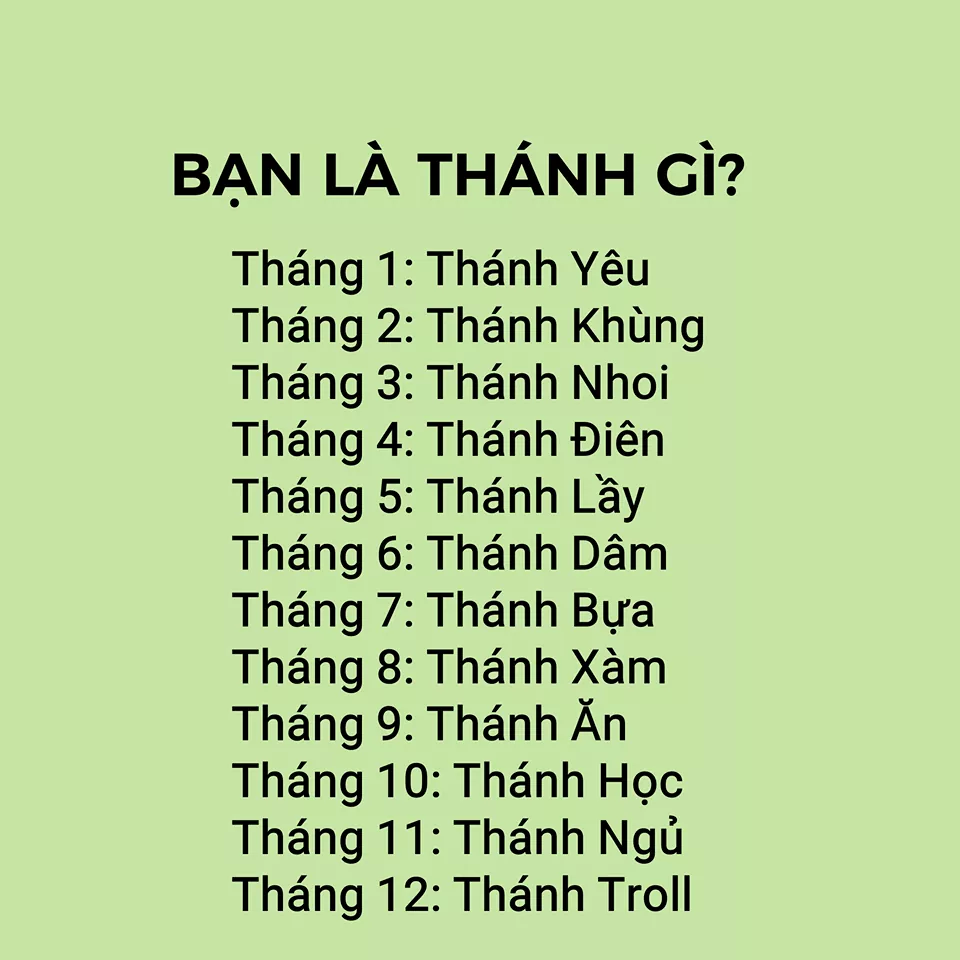 BẠN LÀ THÁNH GÌ?
Tháng 1: Thánh Yêu
Tháng 2: Thánh Khùng
Tháng 3: Thánh Nhoi
Tháng 4: Thánh Điên
Tháng 5: Thánh Lầy
Tháng 6: Thánh Dâm
Tháng 7: Thánh Bựa
Tháng 8: Thánh Xàm
Tháng 9: Thánh Ăn
Tháng 10: Thánh Học
Tháng 11: Thánh Ngủ
Tháng 12: Thánh Troll